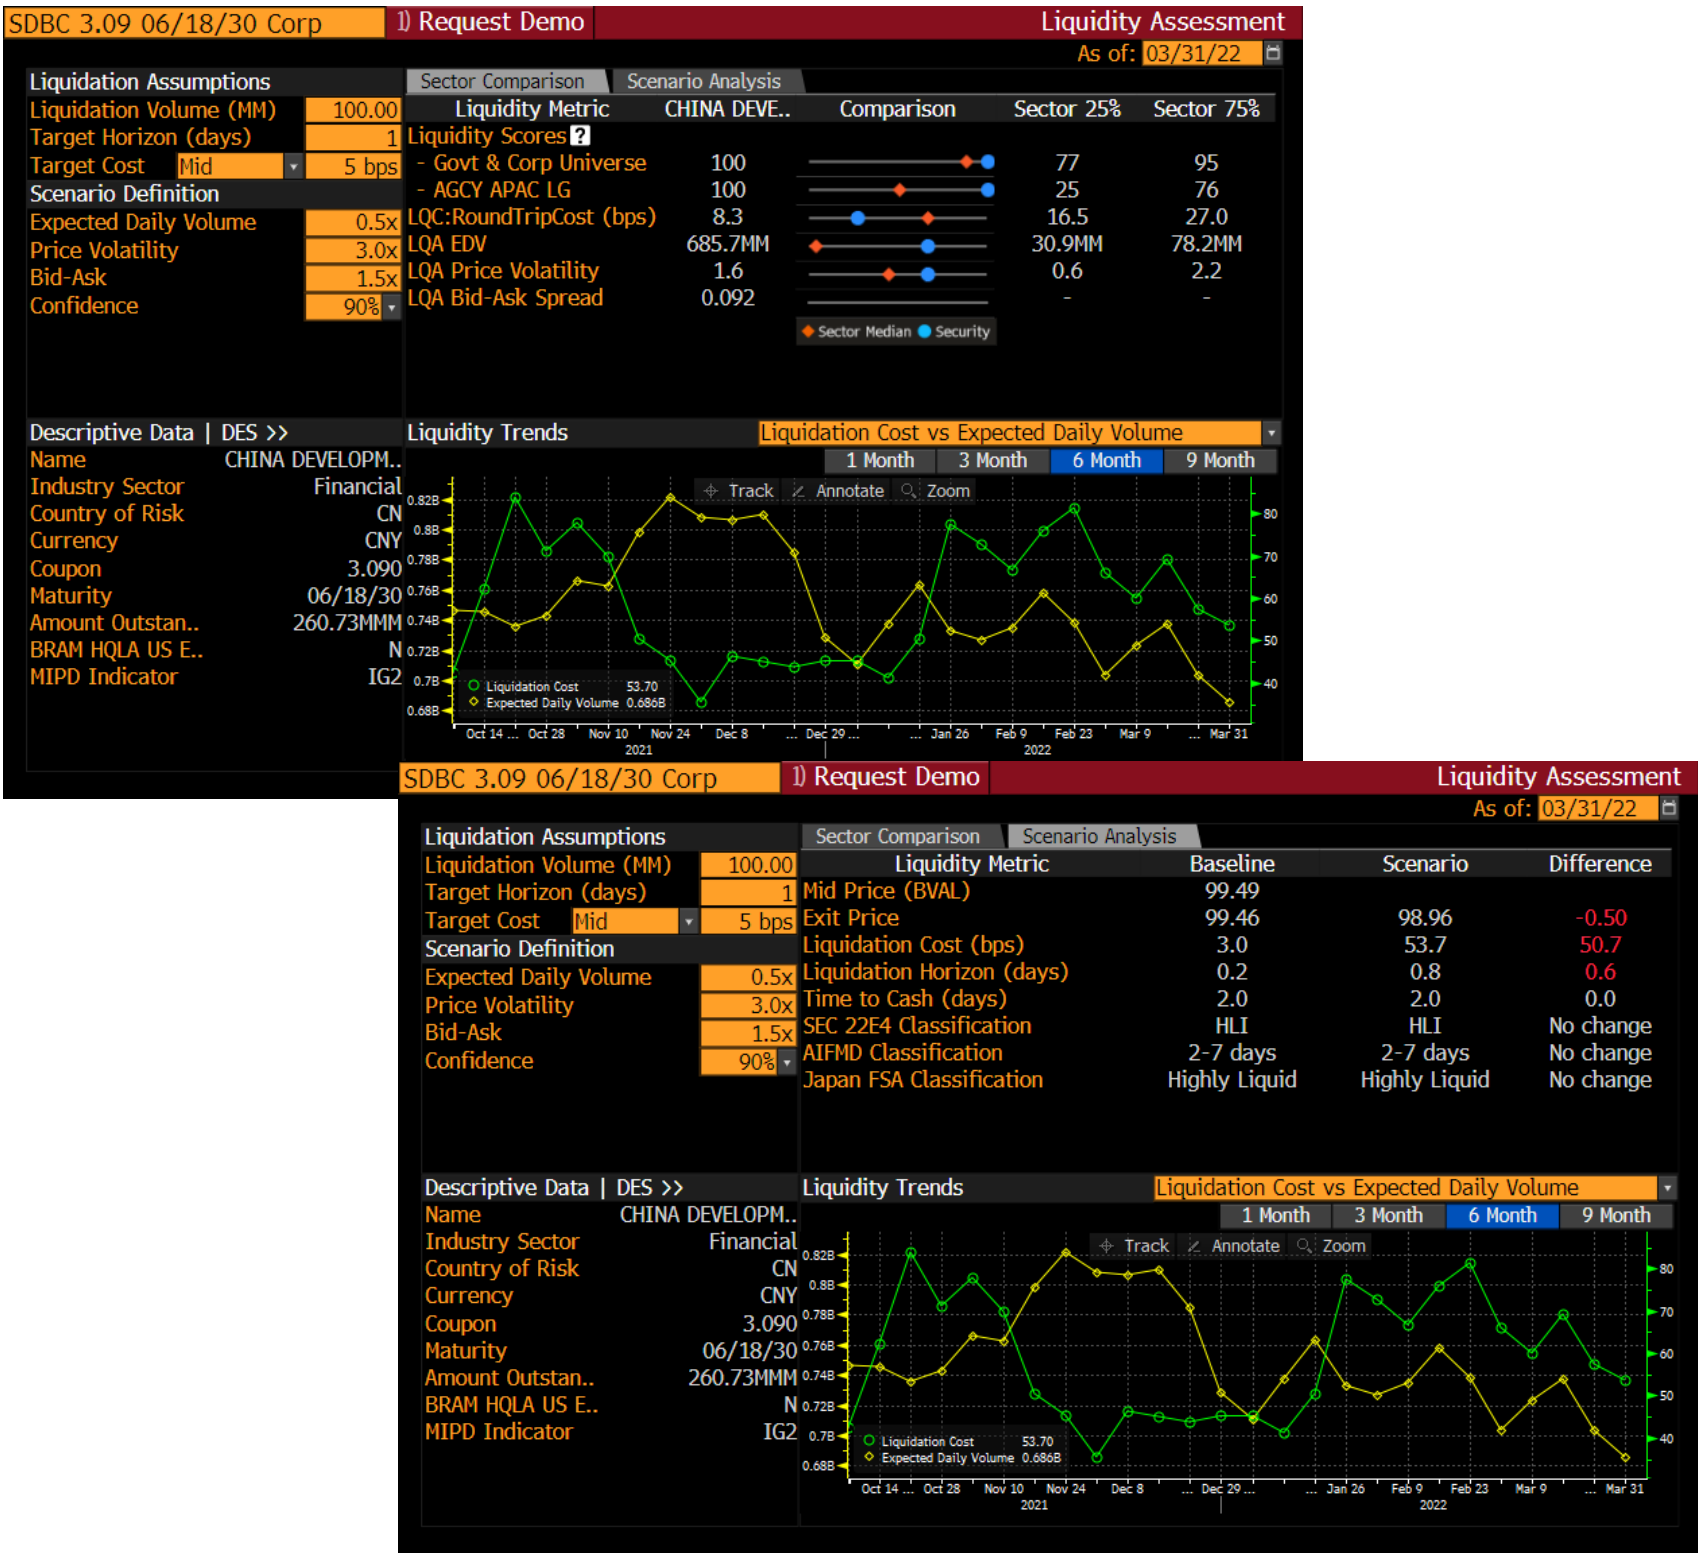 SDBC 3.09 06/18/30 Corp 1) Request Demo Liquidity Assessment
As of: 03/31/22
Liquidation Assumptions
Liquidation Volume (MM) 100.00
Target Horizon (days) 1
Target Cost Mid 5 bps
Scenario Definition
Expected Daily Volume 0.5x
Price Volatility 3.0x
Bid-Ask 1.5x
Confidence 90%
Sector Comparison Scenario Analysis
Liquidity Metric CHINA DEVE.. Comparison Sector 25% Sector 75%
Liquidity Scores ?
- Govt & Corp Universe 100 77 95
- AGCY APAC LG 100 25 76
LQC:RoundTripCost (bps) 8.3 16.5 27.0
LQA EDV 685.7MM 30.9MM 78.2MM
LQA Price Volatility 1.6 0.6 2.2
LQA Bid-Ask Spread 0.092 - -
Sector Median Security
Descriptive Data | DES >>
Name CHINA DEVELOPM..
Industry Sector Financial
Country of Risk CN
Currency CNY
Coupon 3.090
Maturity 06/18/30
Amount Outstan.. 260.73MMM
BRAM HQLA US E.. N
MIPD Indicator IG2
Liquidity Trends Liquidation Cost vs Expected Daily Volume
1 Month 3 Month 6 Month 9 Month
Track Annotate Zoom
0.82B
0.8B
0.78B
0.76B
0.74B
0.72B
0.7B
0.68B
80
70
60
50
40
Liquidation Cost 53.70
Expected Daily Volume 0.686B
Oct 14 ... Oct 28 Nov 10 Nov 24 Dec 8 ... Dec 29 ... ... Jan 26 Feb 9 Feb 23 Mar 9 ... Mar 31
2021 2022
SDBC 3.09 06/18/30 Corp 1) Request Demo Liquidity Assessment
As of: 03/31/22
Liquidation Assumptions
Liquidation Volume (MM) 100.00
Target Horizon (days) 1
Target Cost Mid 5 bps
Scenario Definition
Expected Daily Volume 0.5x
Price Volatility 3.0x
Bid-Ask 1.5x
Confidence 90%
Sector Comparison Scenario Analysis
Liquidity Metric Baseline Scenario Difference
Mid Price (BVAL) 99.49
Exit Price 99.46 98.96 -0.50
Liquidation Cost (bps) 3.0 53.7 50.7
Liquidation Horizon (days) 0.2 0.8 0.6
Time to Cash (days) 2.0 2.0 0.0
SEC 22E4 Classification HLI HLI No change
AIFMD Classification 2-7 days 2-7 days No change
Japan FSA Classification Highly Liquid Highly Liquid No change
Descriptive Data | DES >>
Name CHINA DEVELOPM..
Industry Sector Financial
Country of Risk CN
Currency CNY
Coupon 3.090
Maturity 06/18/30
Amount Outstan.. 260.73MMM
BRAM HQLA US E.. N
MIPD Indicator IG2
Liquidity Trends Liquidation Cost vs Expected Daily Volume
1 Month 3 Month 6 Month 9 Month
Track Annotate Zoom
0.82B
0.8B
0.78B
0.76B
0.74B
0.72B
0.7B
0.68B
80
70
60
50
40
Liquidation Cost 53.70
Expected Daily Volume 0.686B
Oct 14 ... Oct 28 Nov 10 Nov 24 Dec 8 ... Dec 29 ... ... Jan 26 Feb 9 Feb 23 Mar 9 ... Mar 31
2021 2022